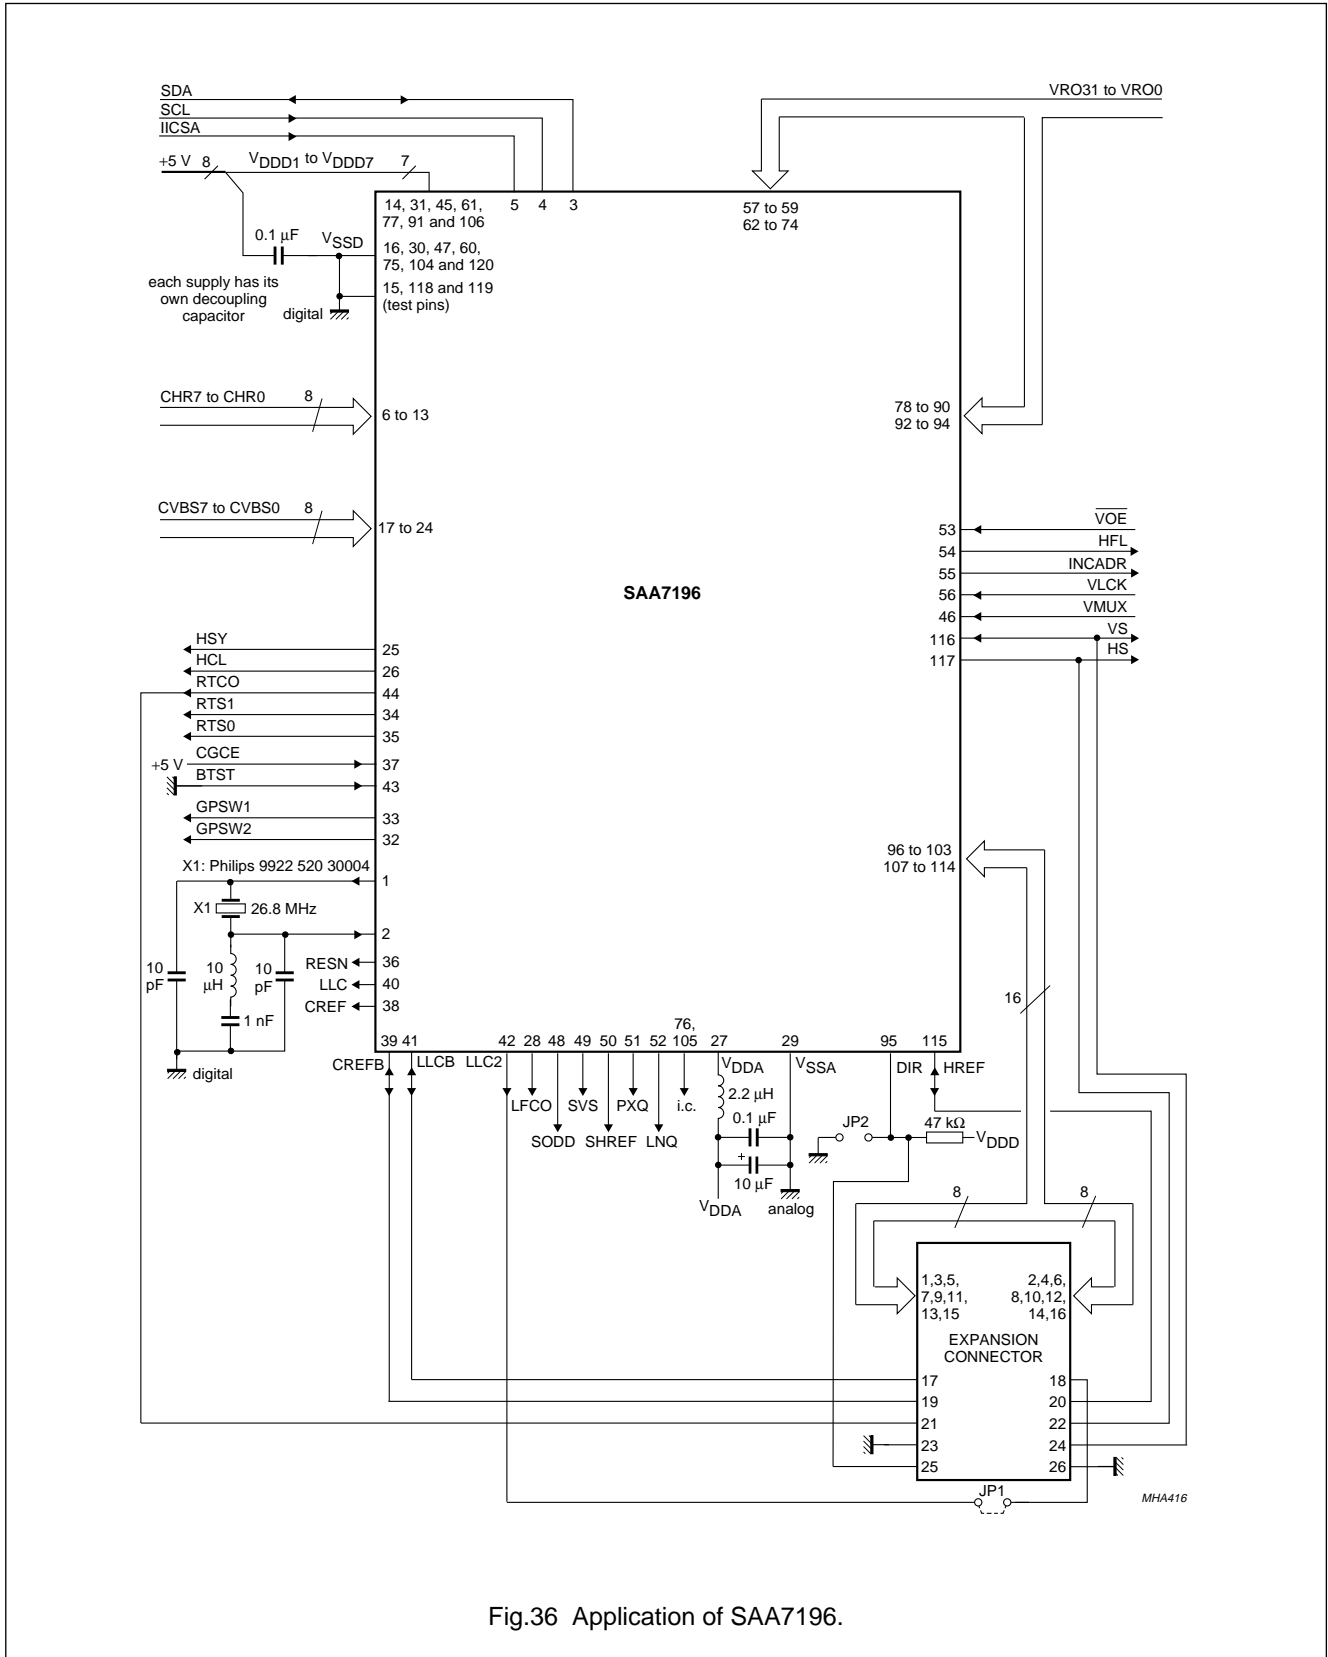 SDA
SCL
IICSA
+5 V
8
VDDD1 to VDDD7
7
VRO31 to VRO0
14, 31, 45, 61,
77, 91 and 106
5
4
3
57 to 59
62 to 74
0.1 μF
VSSD
16, 30, 47, 60,
75, 104 and 120
each supply has its
own decoupling
capacitor
15, 118 and 119
(test pins)
digital
CHR7 to CHR0
8
6 to 13
78 to 90
92 to 94
CVBS7 to CVBS0
8
17 to 24
53
VOE
54
HFL
55
INCADR
56
VLCK
46
VMUX
116
VS
117
HS
SAA7196
HSY
25
HCL
26
RTCO
44
RTS1
34
RTS0
35
CGCE
+5 V
37
BTST
43
GPSW1
33
GPSW2
32
96 to 103
107 to 114
X1: Philips 9922 520 30004
1
X1
26.8 MHz
2
10
pF
10
μH
10
pF
1 nF
digital
RESN
36
LLC
40
CREF
38
16
39
41
42
28
48
49
50
51
52
76,
105
27
29
95
115
CREFB
LLCB
LLC2
LFCO
SODD
SVS
SHREF
PXQ
LNQ
i.c.
VDDA
VSSA
DIR
HREF
2.2 μH
0.1 μF
+
10 μF
VDDA
analog
JP2
47 kΩ
VDDD
8
8
1,3,5,
7,9,11,
13,15
2,4,6,
8,10,12,
14,16
EXPANSION
CONNECTOR
17
18
19
20
21
22
23
24
25
26
JP1
MHA416
Fig.36 Application of SAA7196.